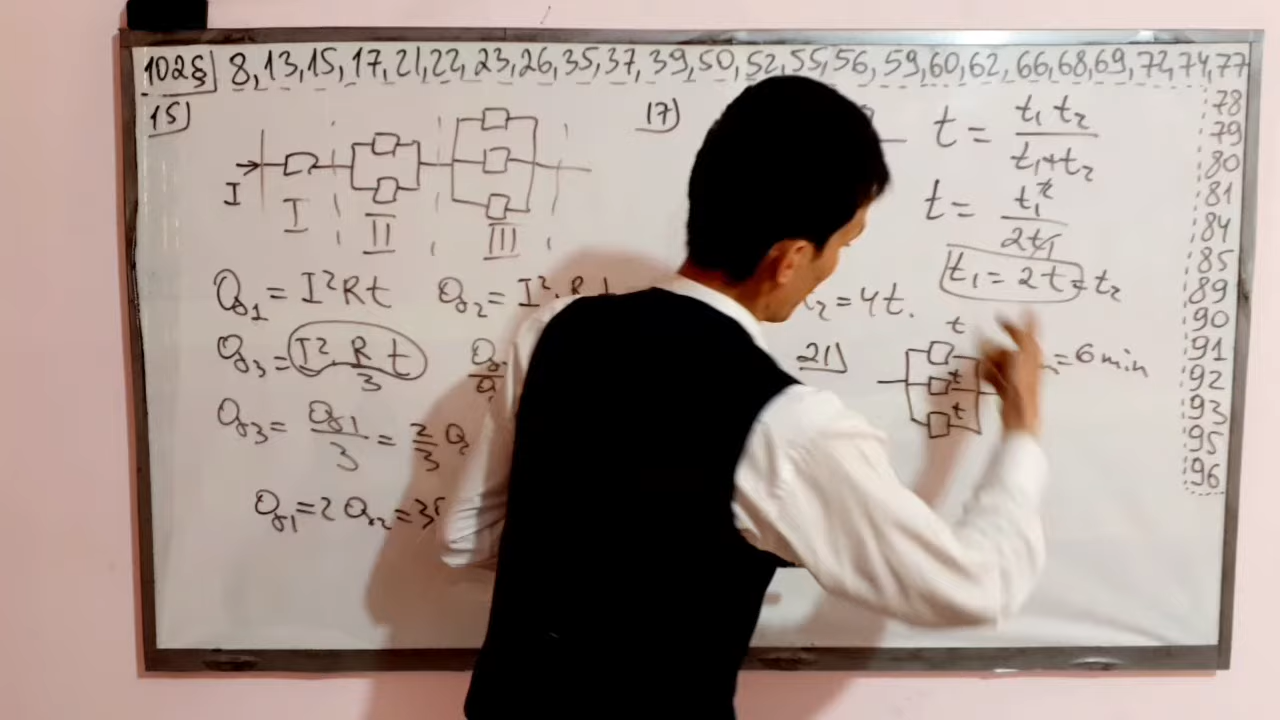 102§ 8, 13, 15, 17, 21, 22, 23, 26, 35, 37, 39, 50, 52, 55, 56, 59, 60, 62, 66, 68, 69, 72, 74, 77
78
79
80
81
84
85
89
90
91
92
93
95
96
15)
I
I II III
Q₁ = I²Rt Q₂ = I²
Q₃ = I² R t / 3
Q₃ = Q₁ / 3 = 2/3 Q
Q₁ = 2 Q₂ = 3
17)
t = t₁ t₂ / t₁ + t₂
t = t₁² / 2t₁
t₁ = 2t = t₂
t₂ = 4t.
21)
t
t
t
= 6 min